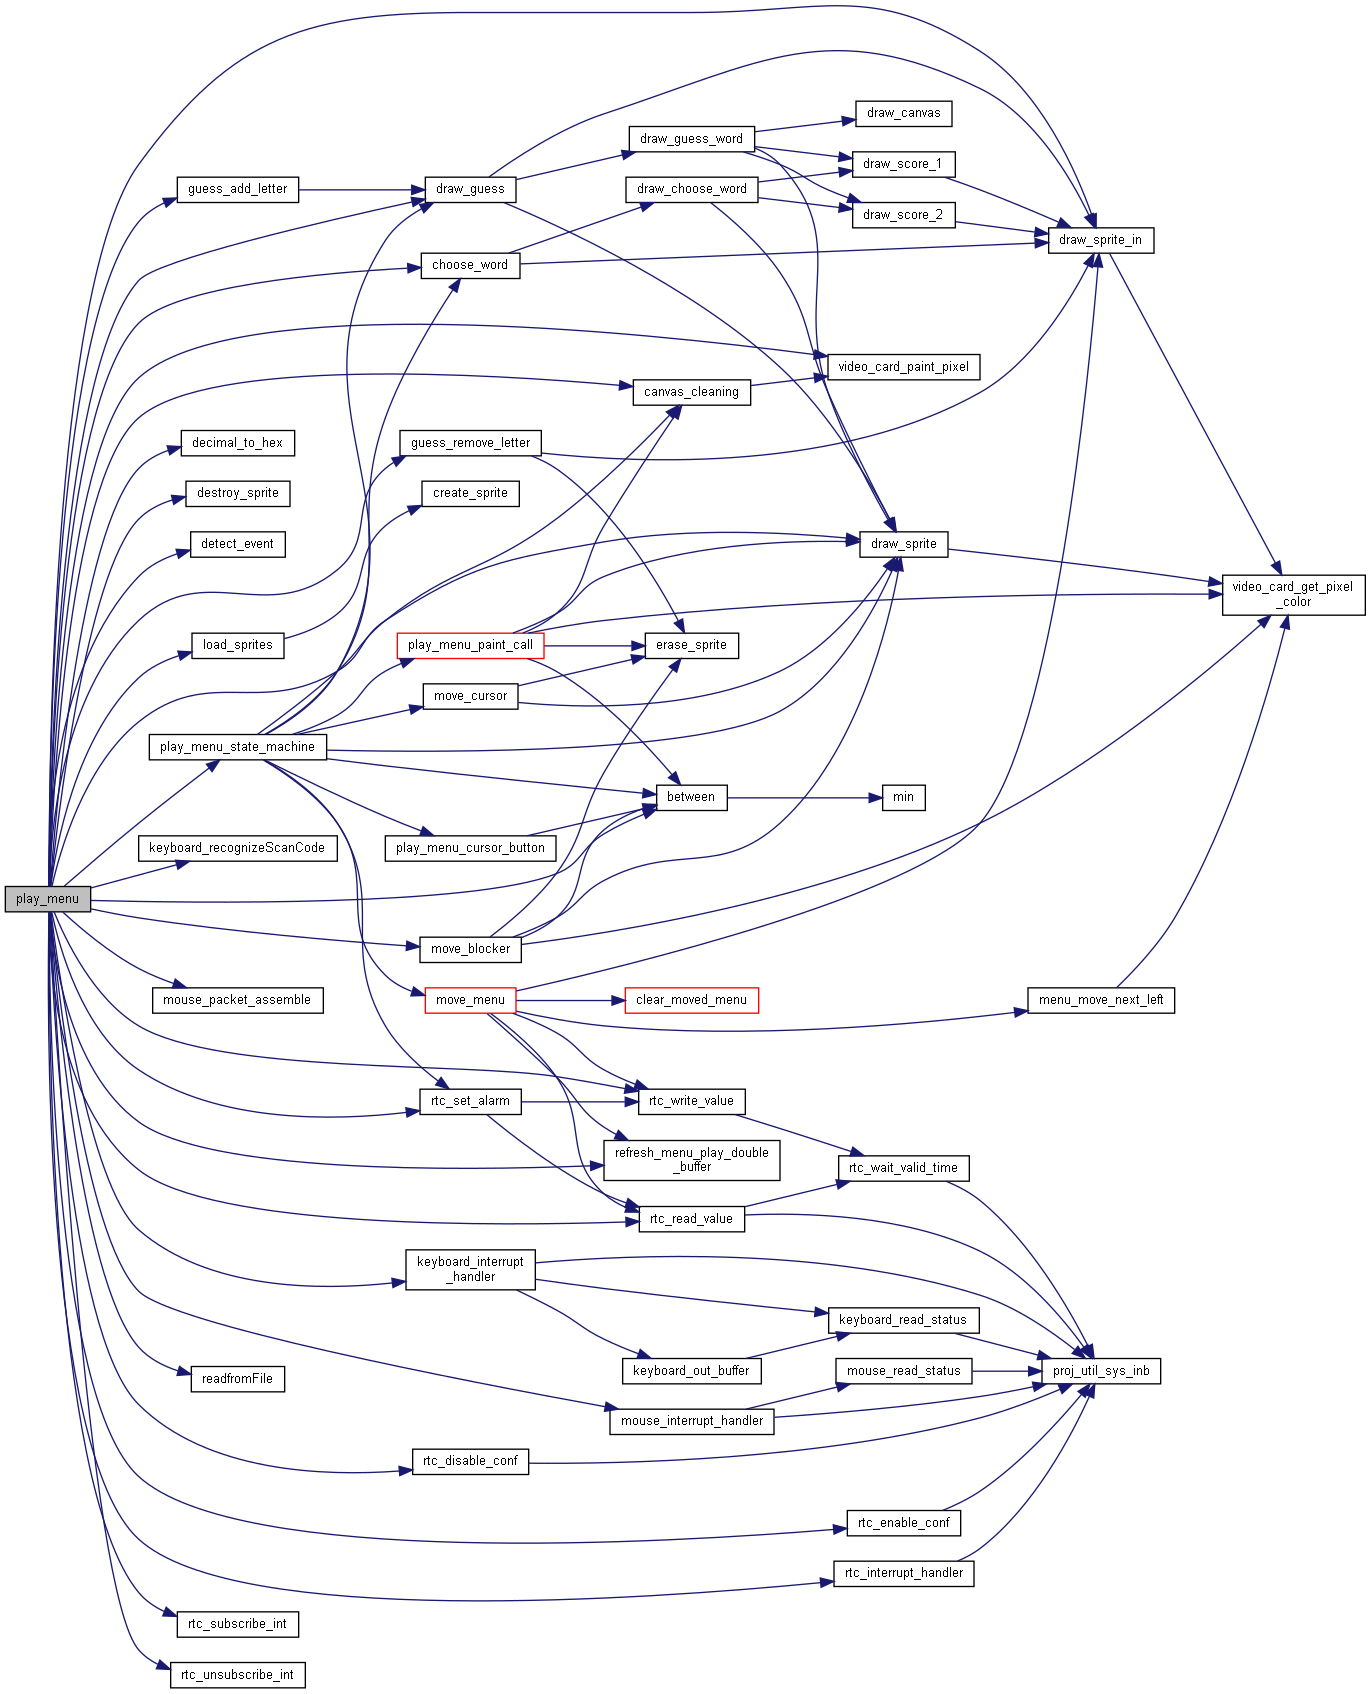 draw_canvas
draw_guess_word
draw_score_1
guess_add_letter
draw_guess
draw_choose_word
draw_score_2
draw_sprite_in
choose_word
video_card_paint_pixel
canvas_cleaning
decimal_to_hex
guess_remove_letter
destroy_sprite
create_sprite
detect_event
draw_sprite
video_card_get_pixel
_color
load_sprites
play_menu_paint_call
erase_sprite
move_cursor
play_menu_state_machine
between
min
keyboard_recognizeScanCode
play_menu_cursor_button
play_menu
move_blocker
mouse_packet_assemble
move_menu
clear_moved_menu
menu_move_next_left
rtc_set_alarm
rtc_write_value
refresh_menu_play_double
_buffer
rtc_wait_valid_time
rtc_read_value
keyboard_interrupt
_handler
keyboard_read_status
readfromFile
keyboard_out_buffer
mouse_read_status
proj_util_sys_inb
mouse_interrupt_handler
rtc_disable_conf
rtc_enable_conf
rtc_interrupt_handler
rtc_subscribe_int
rtc_unsubscribe_int